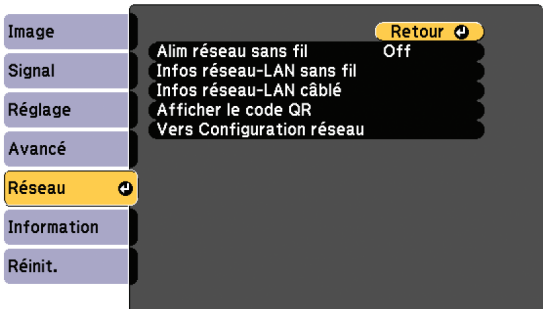 Image
Signal
Réglage
Avancé
Réseau
Information
Réinit.
Retour
Alim réseau sans fil Off
Infos réseau-LAN sans fil
Infos réseau-LAN câblé
Afficher le code QR
Vers Configuration réseau